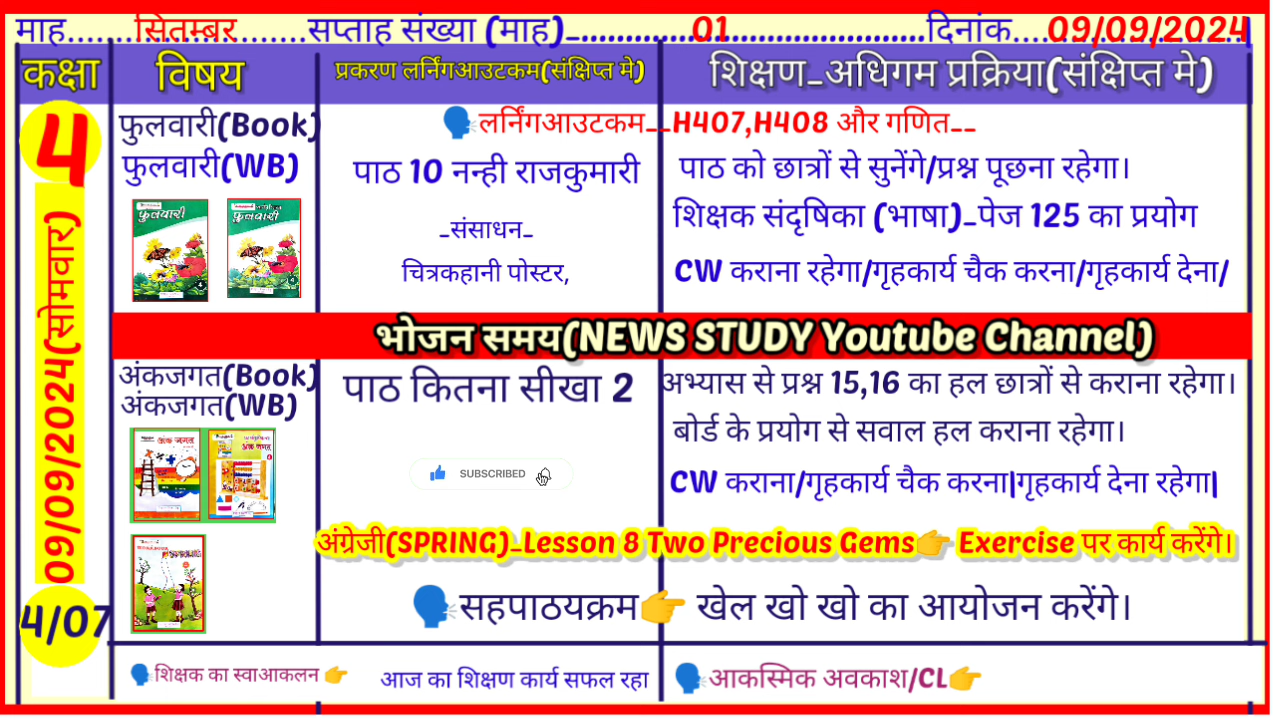 माह.......सितम्बर.......सप्ताह संख्या (माह)-.......01.......दिनांक....09/09/2024
कक्षा विषय प्रकरण लर्निंगआउटकम(संक्षिप्त मे) शिक्षण-अधिगम प्रक्रिया(संक्षिप्त मे)
4
09/09/2024(सोमवार)
4/07
फुलवारी(Book)
फुलवारी(WB)
फुलवारी
फुलवारी
🗣️लर्निंगआउटकम--H407,H408 और गणित--
पाठ 10 नन्ही राजकुमारी
-संसाधन-
चित्रकहानी पोस्टर,
पाठ को छात्रों से सुनेंगे/प्रश्न पूछना रहेगा।
शिक्षक संदृषिका (भाषा)-पेज 125 का प्रयोग
CW कराना रहेगा/गृहकार्य चैक करना/गृहकार्य देना/
भोजन समय(NEWS STUDY Youtube Channel)
अंकजगत(Book)
अंकजगत(WB)
अंक जगत
अंक जगत
पाठ कितना सीखा 2
SUBSCRIBED
अभ्यास से प्रश्न 15,16 का हल छात्रों से कराना रहेगा।
बोर्ड के प्रयोग से सवाल हल कराना रहेगा।
CW कराना/गृहकार्य चैक करना|गृहकार्य देना रहेगा|
अंग्रेजी(SPRING)-Lesson 8 Two Precious Gems👉 Exercise पर कार्य करेंगे।
🗣️सहपाठयक्रम👉 खेल खो खो का आयोजन करेंगे।
🗣️शिक्षक का स्वाआकलन 👉 आज का शिक्षण कार्य सफल रहा 🗣️आकस्मिक अवकाश/CL👉